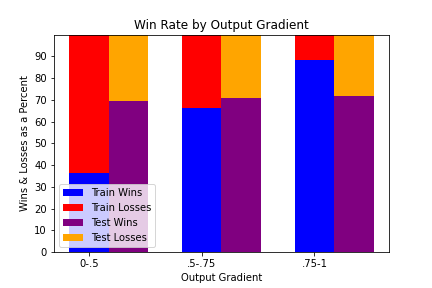 Win Rate by Output Gradient
Wins & Losses as a Percent
90
80
70
60
50
40
30
20
10
0
Train Wins
Train Losses
Test Wins
Test Losses
0-.5
.5-.75
.75-1
Output Gradient